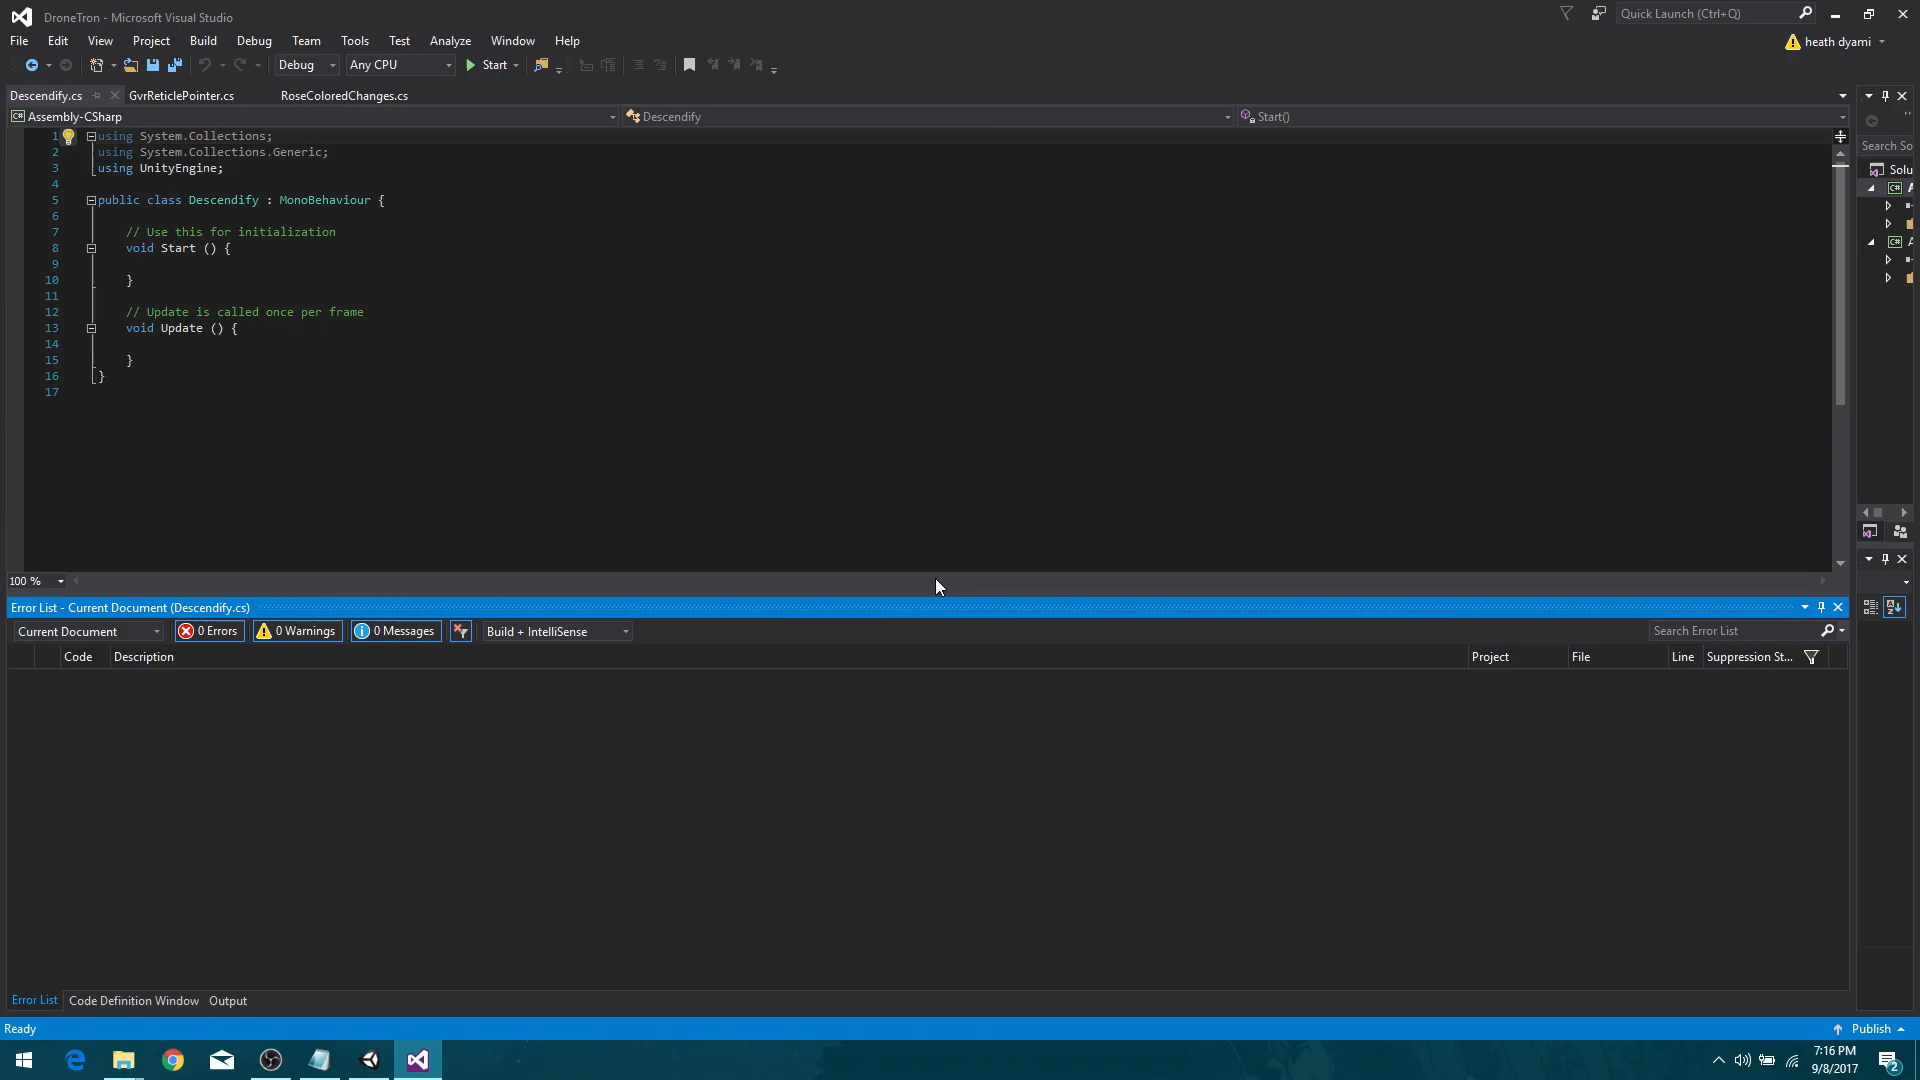 DroneTron - Microsoft Visual Studio
Quick Launch (Ctrl+Q)
File Edit View Project Build Debug Team Tools Test Analyze Window Help
heath dyami
Debug Any CPU Start
Descendify.cs GvrReticlePointer.cs RoseColoredChanges.cs
Assembly-CSharp Descendify Start()
1 using System.Collections;
2 using System.Collections.Generic;
3 using UnityEngine;
4
5 public class Descendify : MonoBehaviour {
6
7 // Use this for initialization
8 void Start () {
9
10 }
11
12 // Update is called once per frame
13 void Update () {
14
15 }
16 }
17
Search So
Solu
100 %
Error List - Current Document (Descendify.cs)
Current Document 0 Errors 0 Warnings 0 Messages Build + IntelliSense Search Error List
Code Description Project File Line Suppression St...
Error List Code Definition Window Output
Ready Publish
7:16 PM
9/8/2017
2